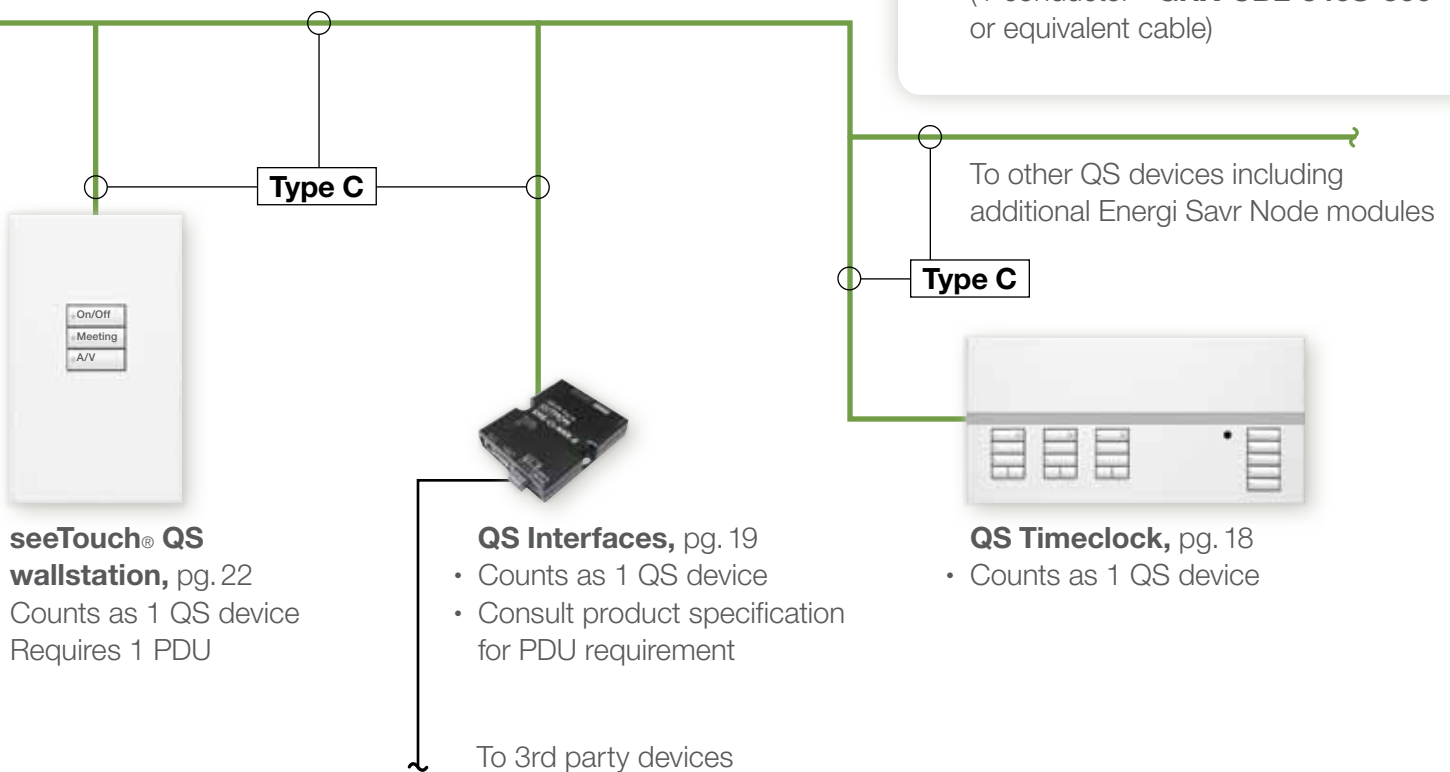 or equivalent cable)
Type C
To other QS devices including
additional Energi Savr Node modules
Type C
On/Off
Meeting
A/V
seeTouch® QS
wallstation, pg. 22
Counts as 1 QS device
Requires 1 PDU
QS Interfaces, pg. 19
• Counts as 1 QS device
• Consult product specification
for PDU requirement
To 3rd party devices
QS Timeclock, pg. 18
• Counts as 1 QS device